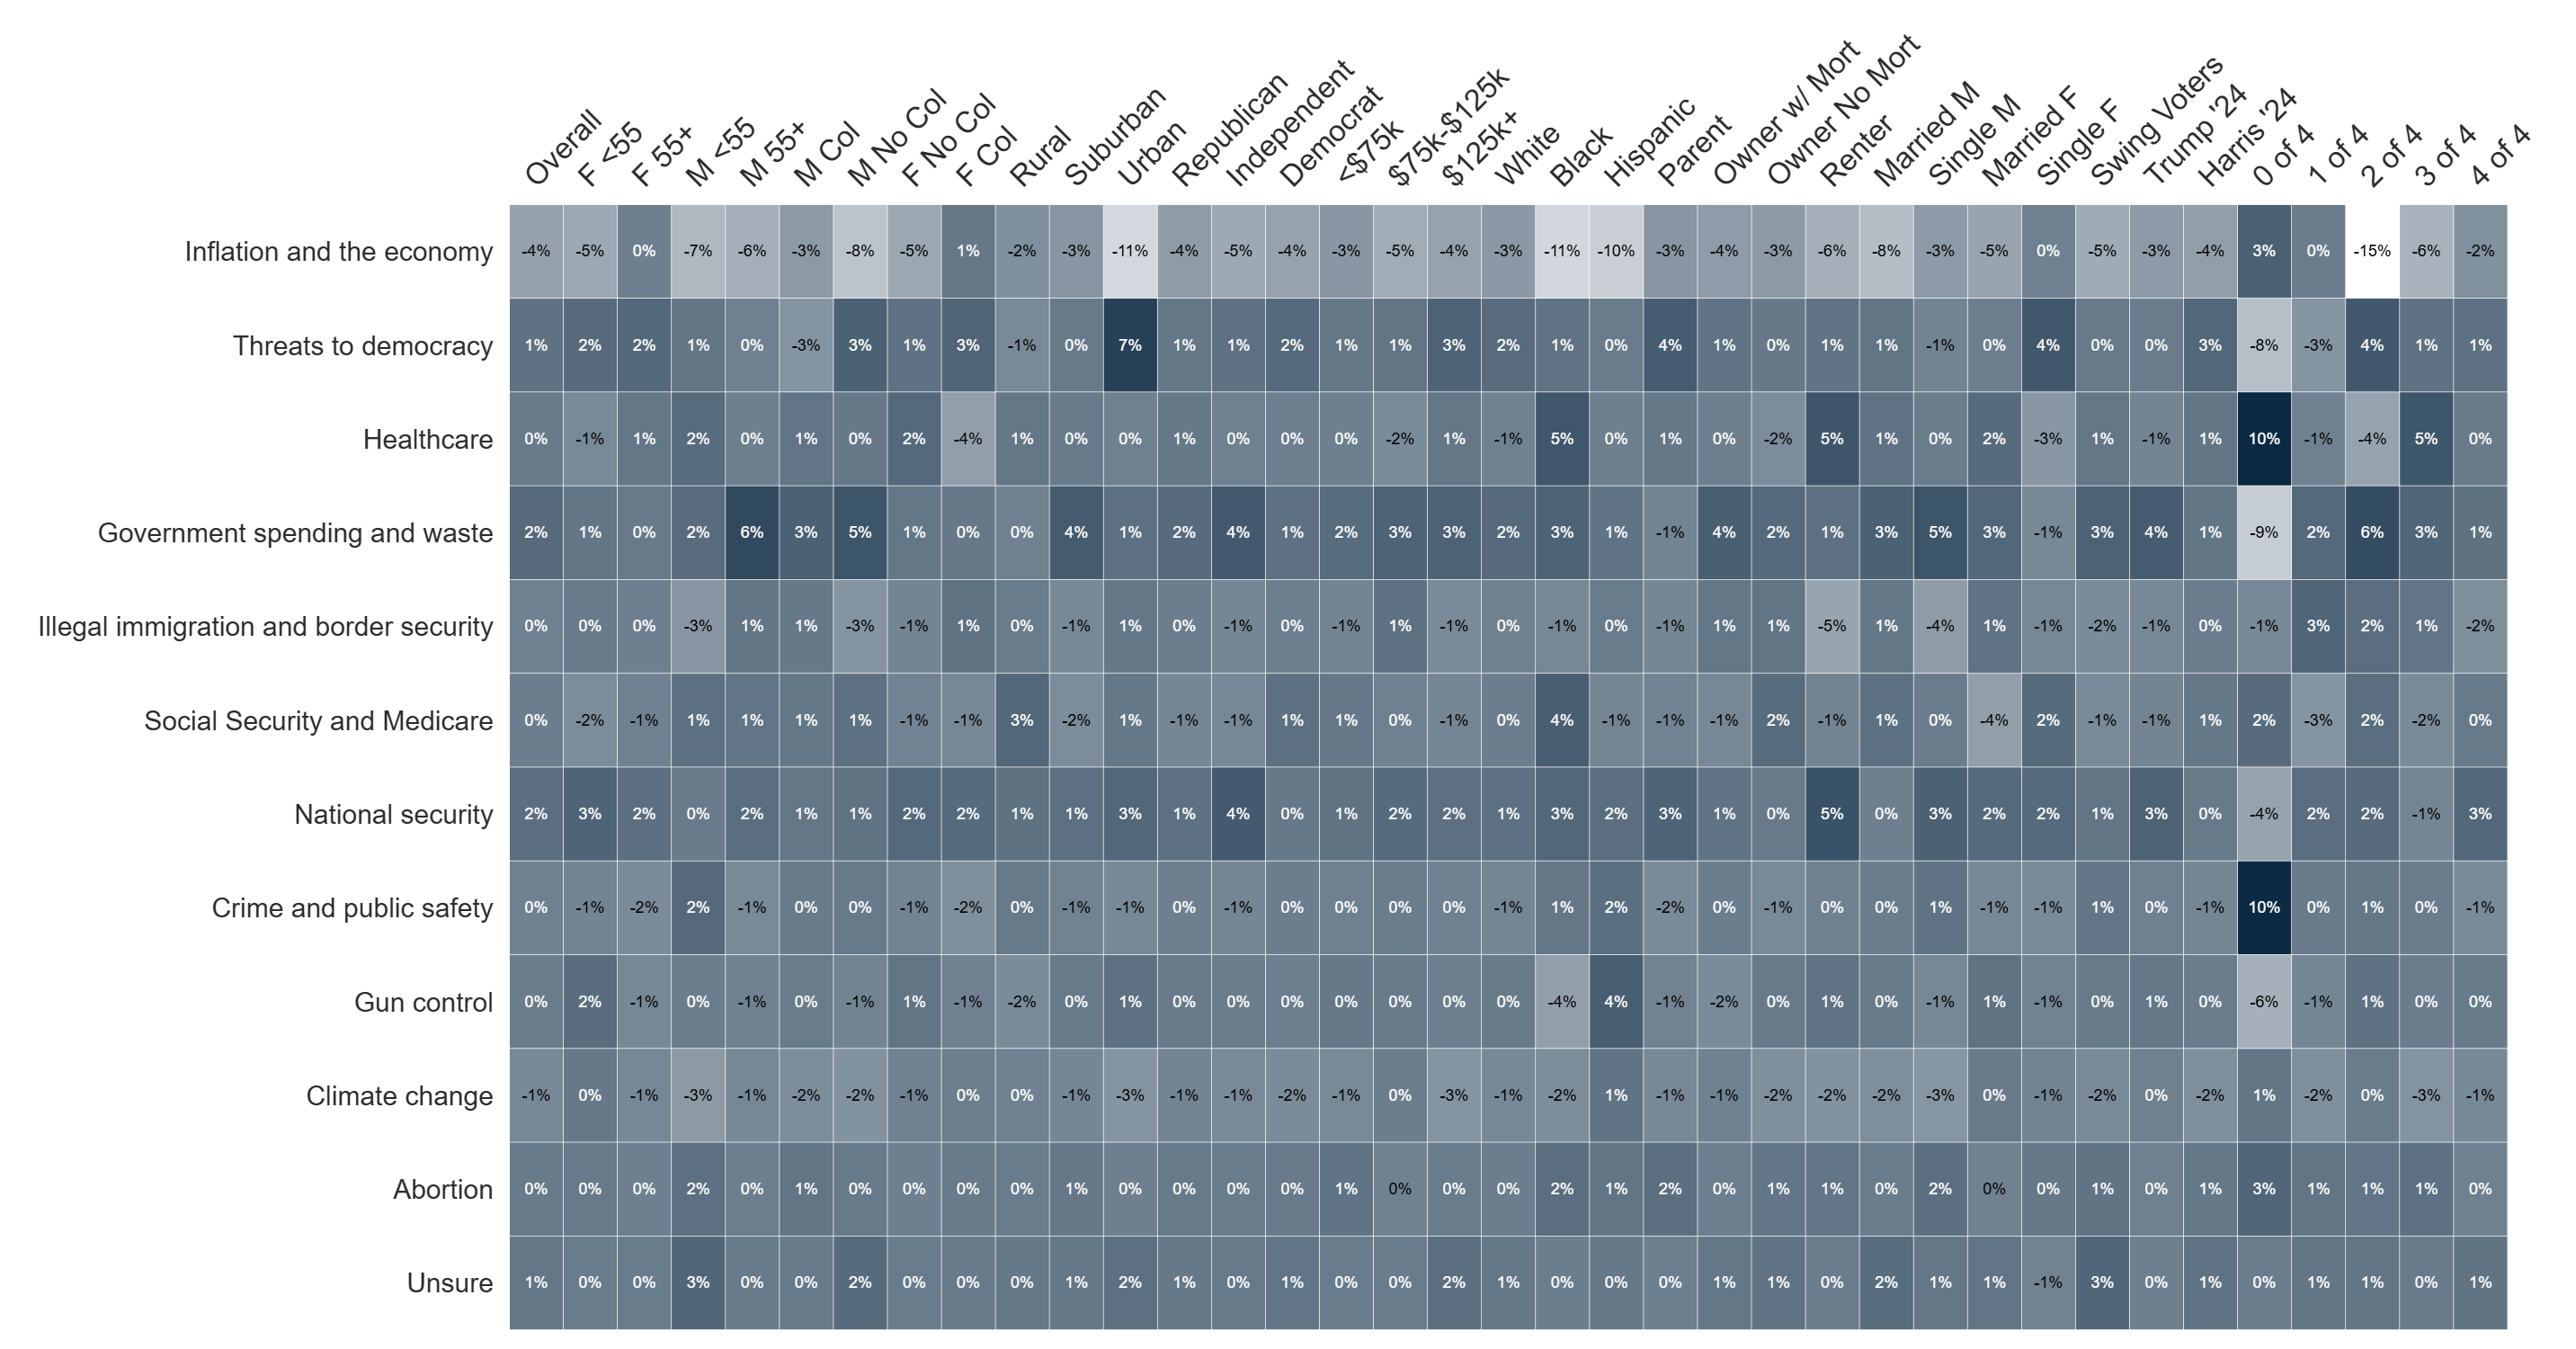 Overall F <55 F 55+ M <55 M 55+ M Col M No Col F No Col F Col Rural Suburban Urban Republican Independent Democrat <$75k $75k-$125k $125k+ White Black Hispanic Parent Owner w/ Mort Owner No Mort Renter Married M Single M Married F Single F Swing Voters Trump '24 Harris '24 0 of 4 1 of 4 2 of 4 3 of 4 4 of 4
Inflation and the economy -4% -5% 0% -7% -6% -3% -8% -5% 1% -2% -3% -11% -4% -5% -4% -3% -5% -4% -3% -11% -10% -3% -4% -3% -6% -8% -3% -5% 0% -5% -3% -4% 3% 0% -15% -6% -2%
Threats to democracy 1% 2% 2% 1% 0% -3% 3% 1% 3% -1% 0% 7% 1% 1% 2% 1% 1% 3% 2% 1% 0% 4% 1% 0% 1% 1% -1% 0% 4% 0% 0% 3% -8% -3% 4% 1% 1%
Healthcare 0% -1% 1% 2% 0% 1% 0% 2% -4% 1% 0% 0% 1% 0% 0% 0% -2% 1% -1% 5% 0% 1% 0% -2% 5% 1% 0% 2% -3% 1% -1% 1% 10% -1% -4% 5% 0%
Government spending and waste 2% 1% 0% 2% 6% 3% 5% 1% 0% 0% 4% 1% 2% 4% 1% 2% 3% 3% 2% 3% 1% -1% 4% 2% 1% 3% 5% 3% -1% 3% 4% 1% -9% 2% 6% 3% 1%
Illegal immigration and border security 0% 0% 0% -3% 1% 1% -3% -1% 1% 0% -1% 1% 0% -1% 0% -1% 1% -1% 0% -1% 0% -1% 1% 1% -5% 1% -4% 1% -1% -2% -1% 0% -1% 3% 2% 1% -2%
Social Security and Medicare 0% -2% -1% 1% 1% 1% 1% -1% -1% 3% -2% 1% -1% -1% 1% 1% 0% -1% 0% 4% -1% -1% -1% 2% -1% 1% 0% -4% 2% -1% -1% 1% 2% -3% 2% -2% 0%
National security 2% 3% 2% 0% 2% 1% 1% 2% 2% 1% 1% 3% 1% 4% 0% 1% 2% 2% 1% 3% 2% 3% 1% 0% 5% 0% 3% 2% 2% 1% 3% 0% -4% 2% 2% -1% 3%
Crime and public safety 0% -1% -2% 2% -1% 0% 0% -1% -2% 0% -1% -1% 0% -1% 0% 0% 0% 0% -1% 1% 2% -2% 0% -1% 0% 0% 1% -1% -1% 1% 0% -1% 10% 0% 1% 0% -1%
Gun control 0% 2% -1% 0% -1% 0% -1% 1% -1% -2% 0% 1% 0% 0% 0% 0% 0% 0% 0% -4% 4% -1% -2% 0% 1% 0% -1% 1% -1% 0% 1% 0% -6% -1% 1% 0% 0%
Climate change -1% 0% -1% -3% -1% -2% -2% -1% 0% 0% -1% -3% -1% -1% -2% -1% 0% -3% -1% -2% 1% -1% -1% -2% -2% -2% -3% 0% -1% -2% 0% -2% 1% -2% 0% -3% -1%
Abortion 0% 0% 0% 2% 0% 1% 0% 0% 0% 0% 1% 0% 0% 0% 0% 1% 0% 0% 0% 2% 1% 2% 0% 1% 1% 0% 2% 0% 0% 1% 0% 1% 3% 1% 1% 1% 0%
Unsure 1% 0% 0% 3% 0% 0% 2% 0% 0% 0% 1% 2% 1% 0% 1% 0% 0% 2% 1% 0% 0% 0% 1% 1% 0% 2% 1% 1% -1% 3% 0% 1% 0% 1% 1% 0% 1%